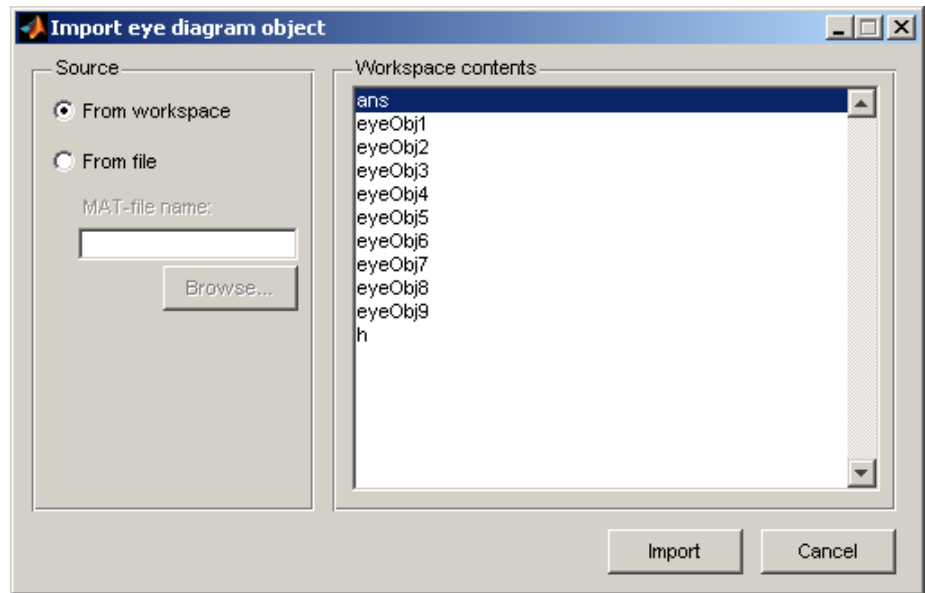 Import eye diagram object
Source
From workspace
From file
MAT-file name:
Browse...
Workspace contents
ans
eyeObj1
eyeObj2
eyeObj3
eyeObj4
eyeObj5
eyeObj6
eyeObj7
eyeObj8
eyeObj9
h
Import
Cancel